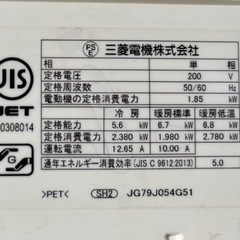 PS
E
三菱電機株式会社
相 単 相
定格電圧 200 V
定格周波数 50/60 Hz
電動機の定格消費電力 1.85 kW
冷 房 暖房標準 暖房低温
定格能力 5.6 kW 6.7 kW 6.8 kW
定格消費電力 2.380 kW 1.980 kW 2.780 kW
運転電流 12.65 A 10.00 A
通年エネルギー消費効率 (JIS C 9612:2013) 5.0
JIS
JET
0308014
G
>PET< SH2 JG79J054G51